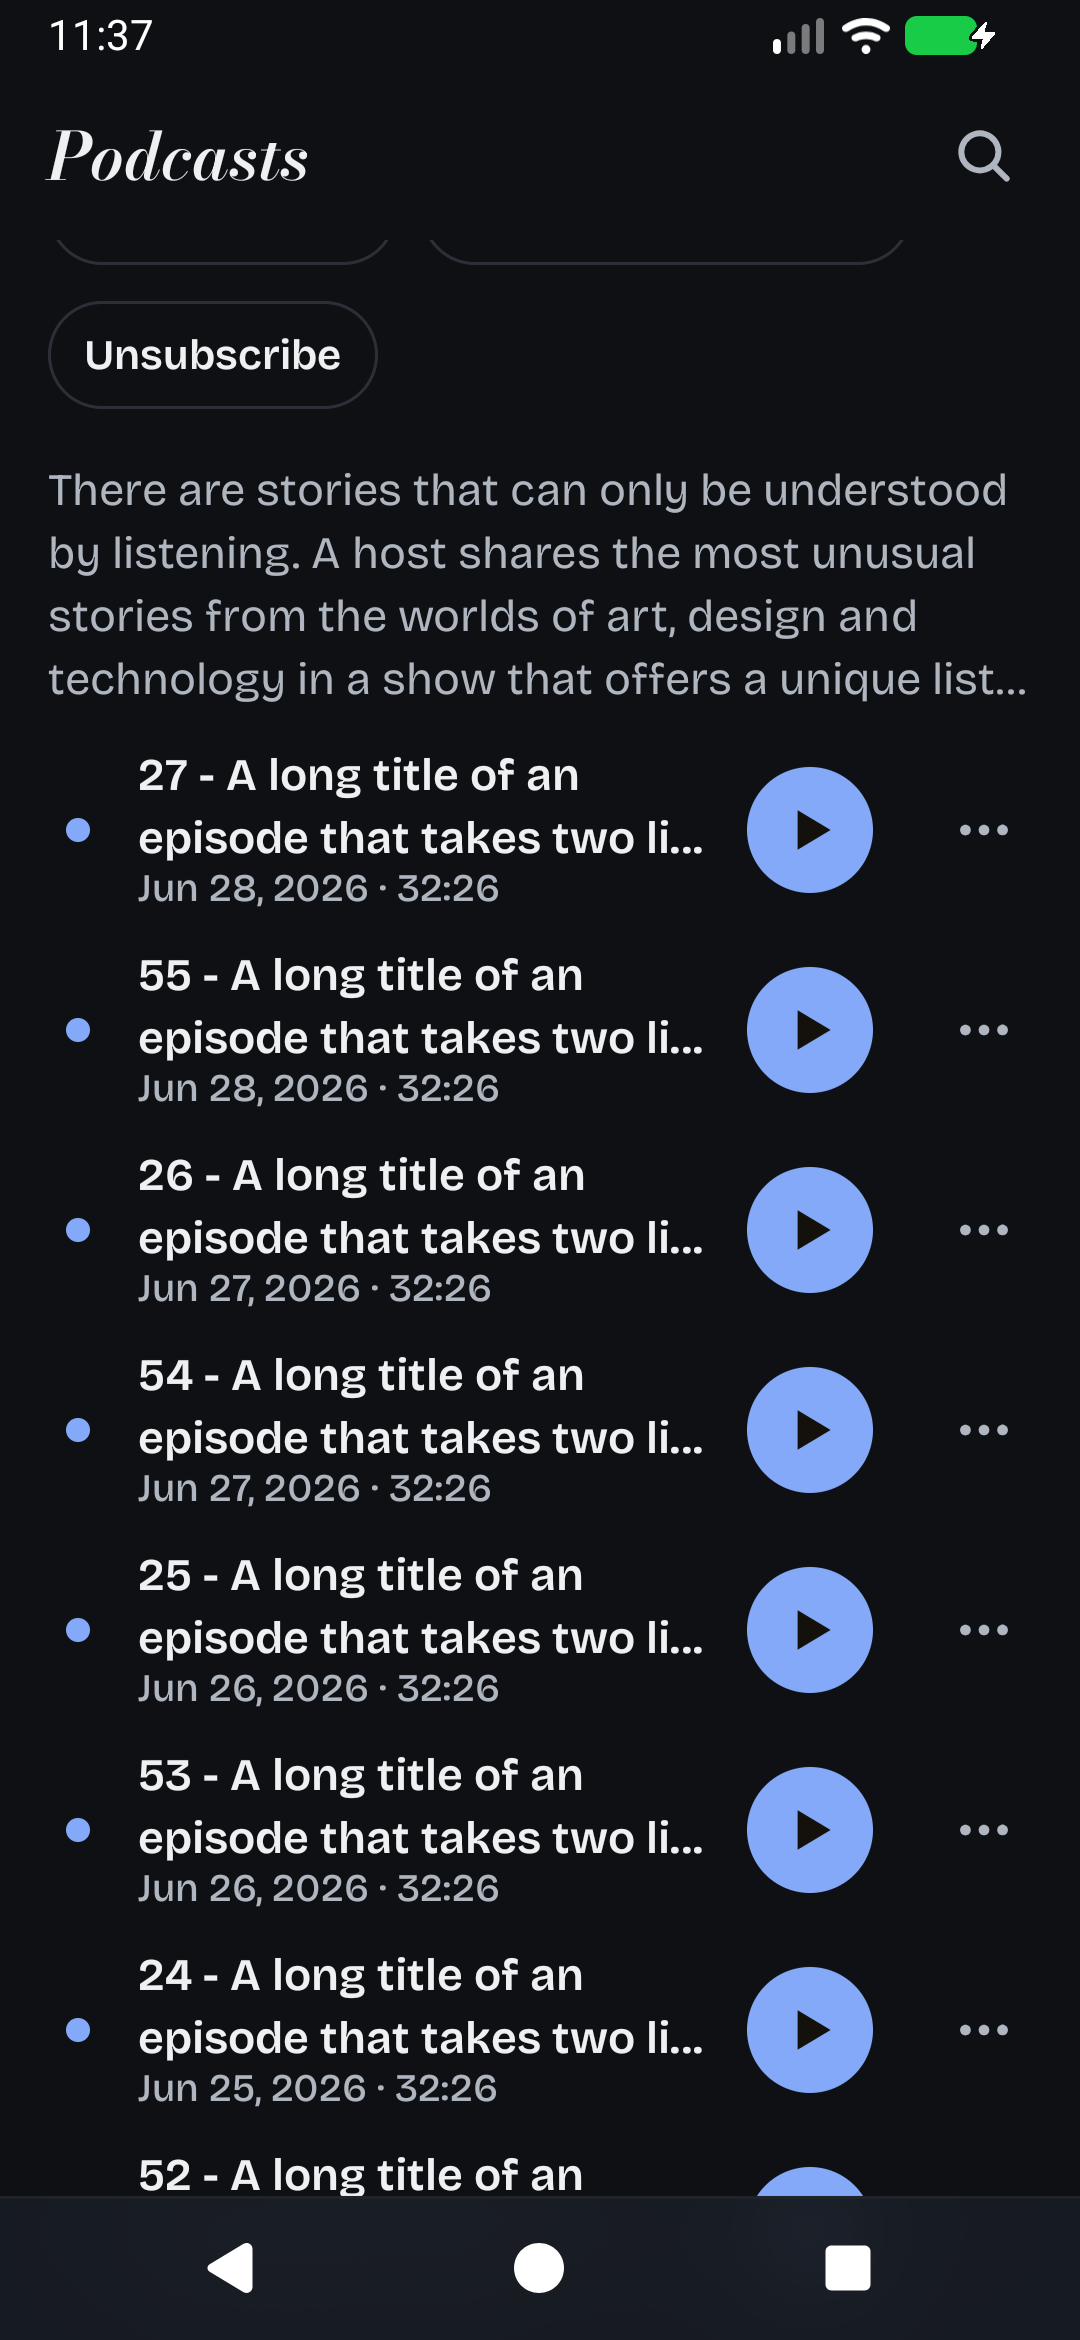 11:37
Podcasts
Unsubscribe
There are stories that can only be understood
by listening. A host shares the most unusual
stories from the worlds of art, design and
technology in a show that offers a unique list...
27 - A long title of an
episode that takes two li...
Jun 28, 2026 · 32:26
55 - A long title of an
episode that takes two li...
Jun 28, 2026 · 32:26
26 - A long title of an
episode that takes two li...
Jun 27, 2026 · 32:26
54 - A long title of an
episode that takes two li...
Jun 27, 2026 · 32:26
25 - A long title of an
episode that takes two li...
Jun 26, 2026 · 32:26
53 - A long title of an
episode that takes two li...
Jun 26, 2026 · 32:26
24 - A long title of an
episode that takes two li...
Jun 25, 2026 · 32:26
52 - A long title of an